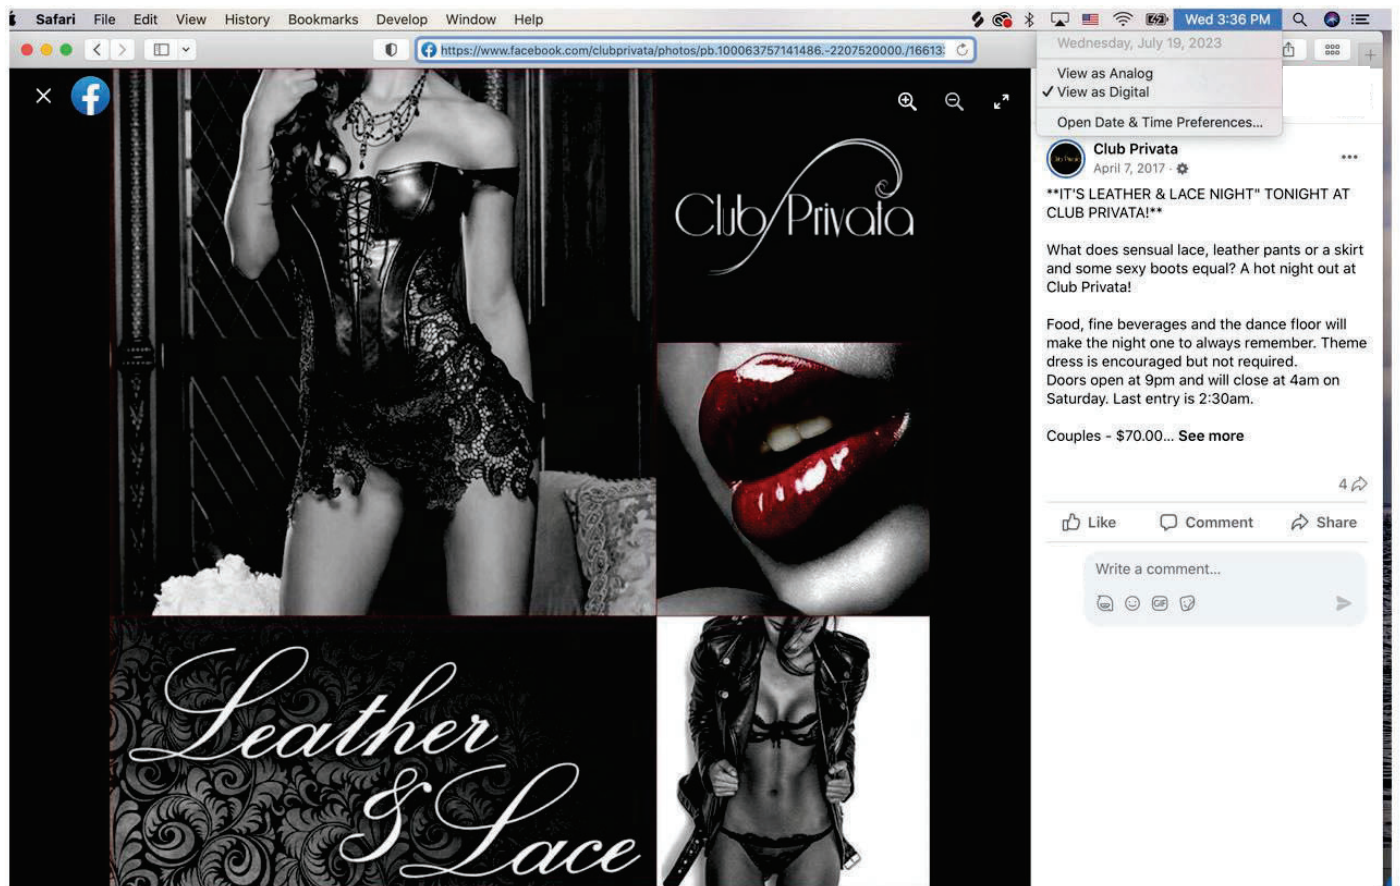 Safari File Edit View History Bookmarks Develop Window Help Wed 3:36 PM
https://www.facebook.com/clubprivata/photos/pb.100063757141486.-2207520000./16613
Wednesday, July 19, 2023
View as Analog
✓ View as Digital
Open Date & Time Preferences...
Club Privata
Club Privata
April 7, 2017 ·
**IT'S LEATHER & LACE NIGHT" TONIGHT AT
CLUB PRIVATA!**
What does sensual lace, leather pants or a skirt
and some sexy boots equal? A hot night out at
Club Privata!
Food, fine beverages and the dance floor will
make the night one to always remember. Theme
dress is encouraged but not required.
Doors open at 9pm and will close at 4am on
Saturday. Last entry is 2:30am.
Couples - $70.00... See more
4
Like Comment Share
Write a comment...
GIF
Leather
& Lace